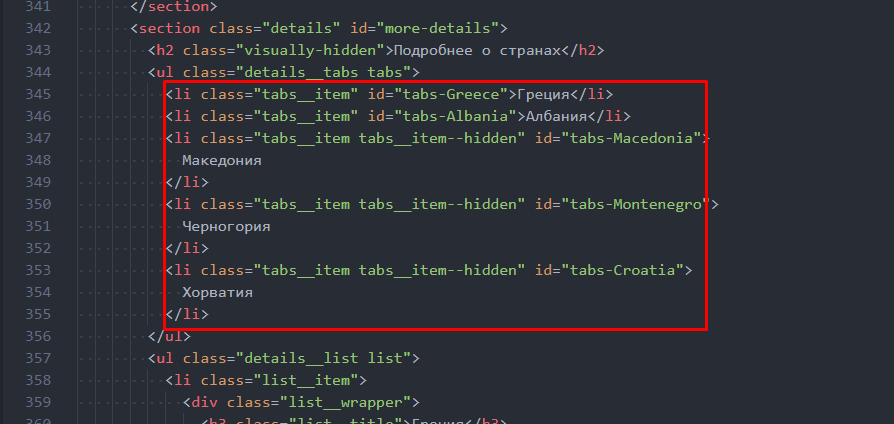 341 </section>
342 <section class="details" id="more-details">
343 <h2 class="visually-hidden">Подробнее о странах</h2>
344 <ul class="details__tabs tabs">
345 <li class="tabs__item" id="tabs-Greece">Греция</li>
346 <li class="tabs__item" id="tabs-Albania">Албания</li>
347 <li class="tabs__item tabs__item--hidden" id="tabs-Macedonia">
348 Македония
349 </li>
350 <li class="tabs__item tabs__item--hidden" id="tabs-Montenegro">
351 Черногория
352 </li>
353 <li class="tabs__item tabs__item--hidden" id="tabs-Croatia">
354 Хорватия
355 </li>
356 </ul>
357 <ul class="details__list list">
358 <li class="list__item">
359 <div class="list__wrapper">
360 <h3 class="list__title">Греция</h3>